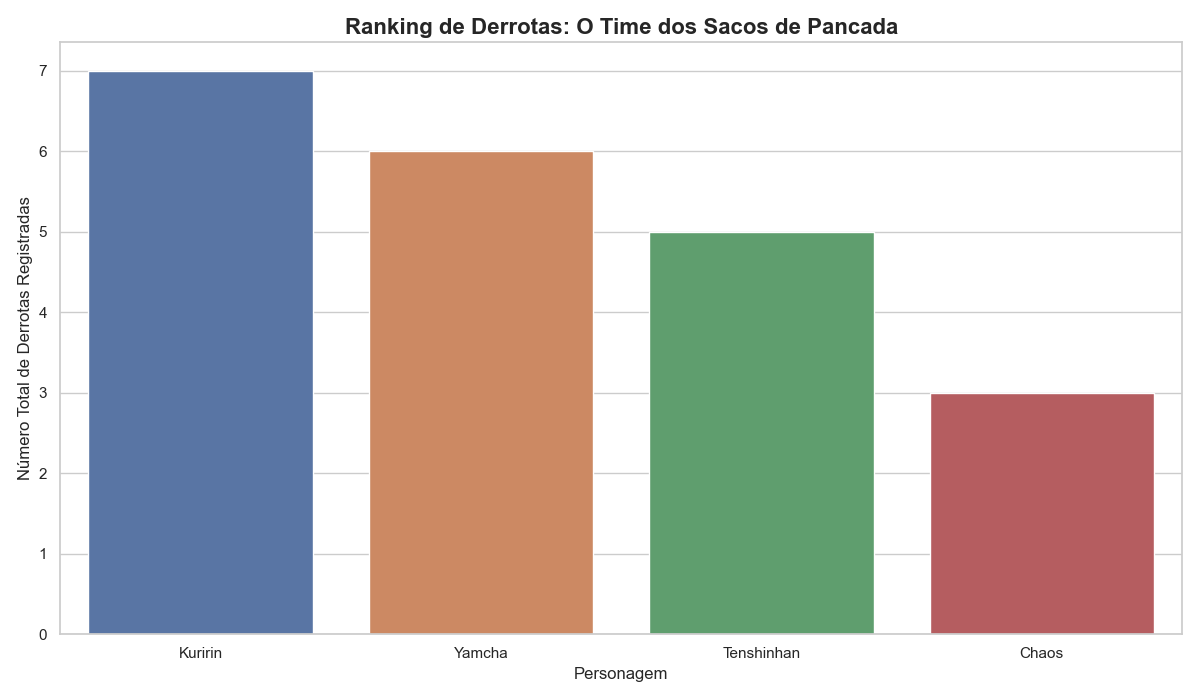 Ranking de Derrotas: O Time dos Sacos de Pancada
Número Total de Derrotas Registradas
7
6
5
4
3
2
1
0
Kuririn
Yamcha
Tenshinhan
Chaos
Personagem